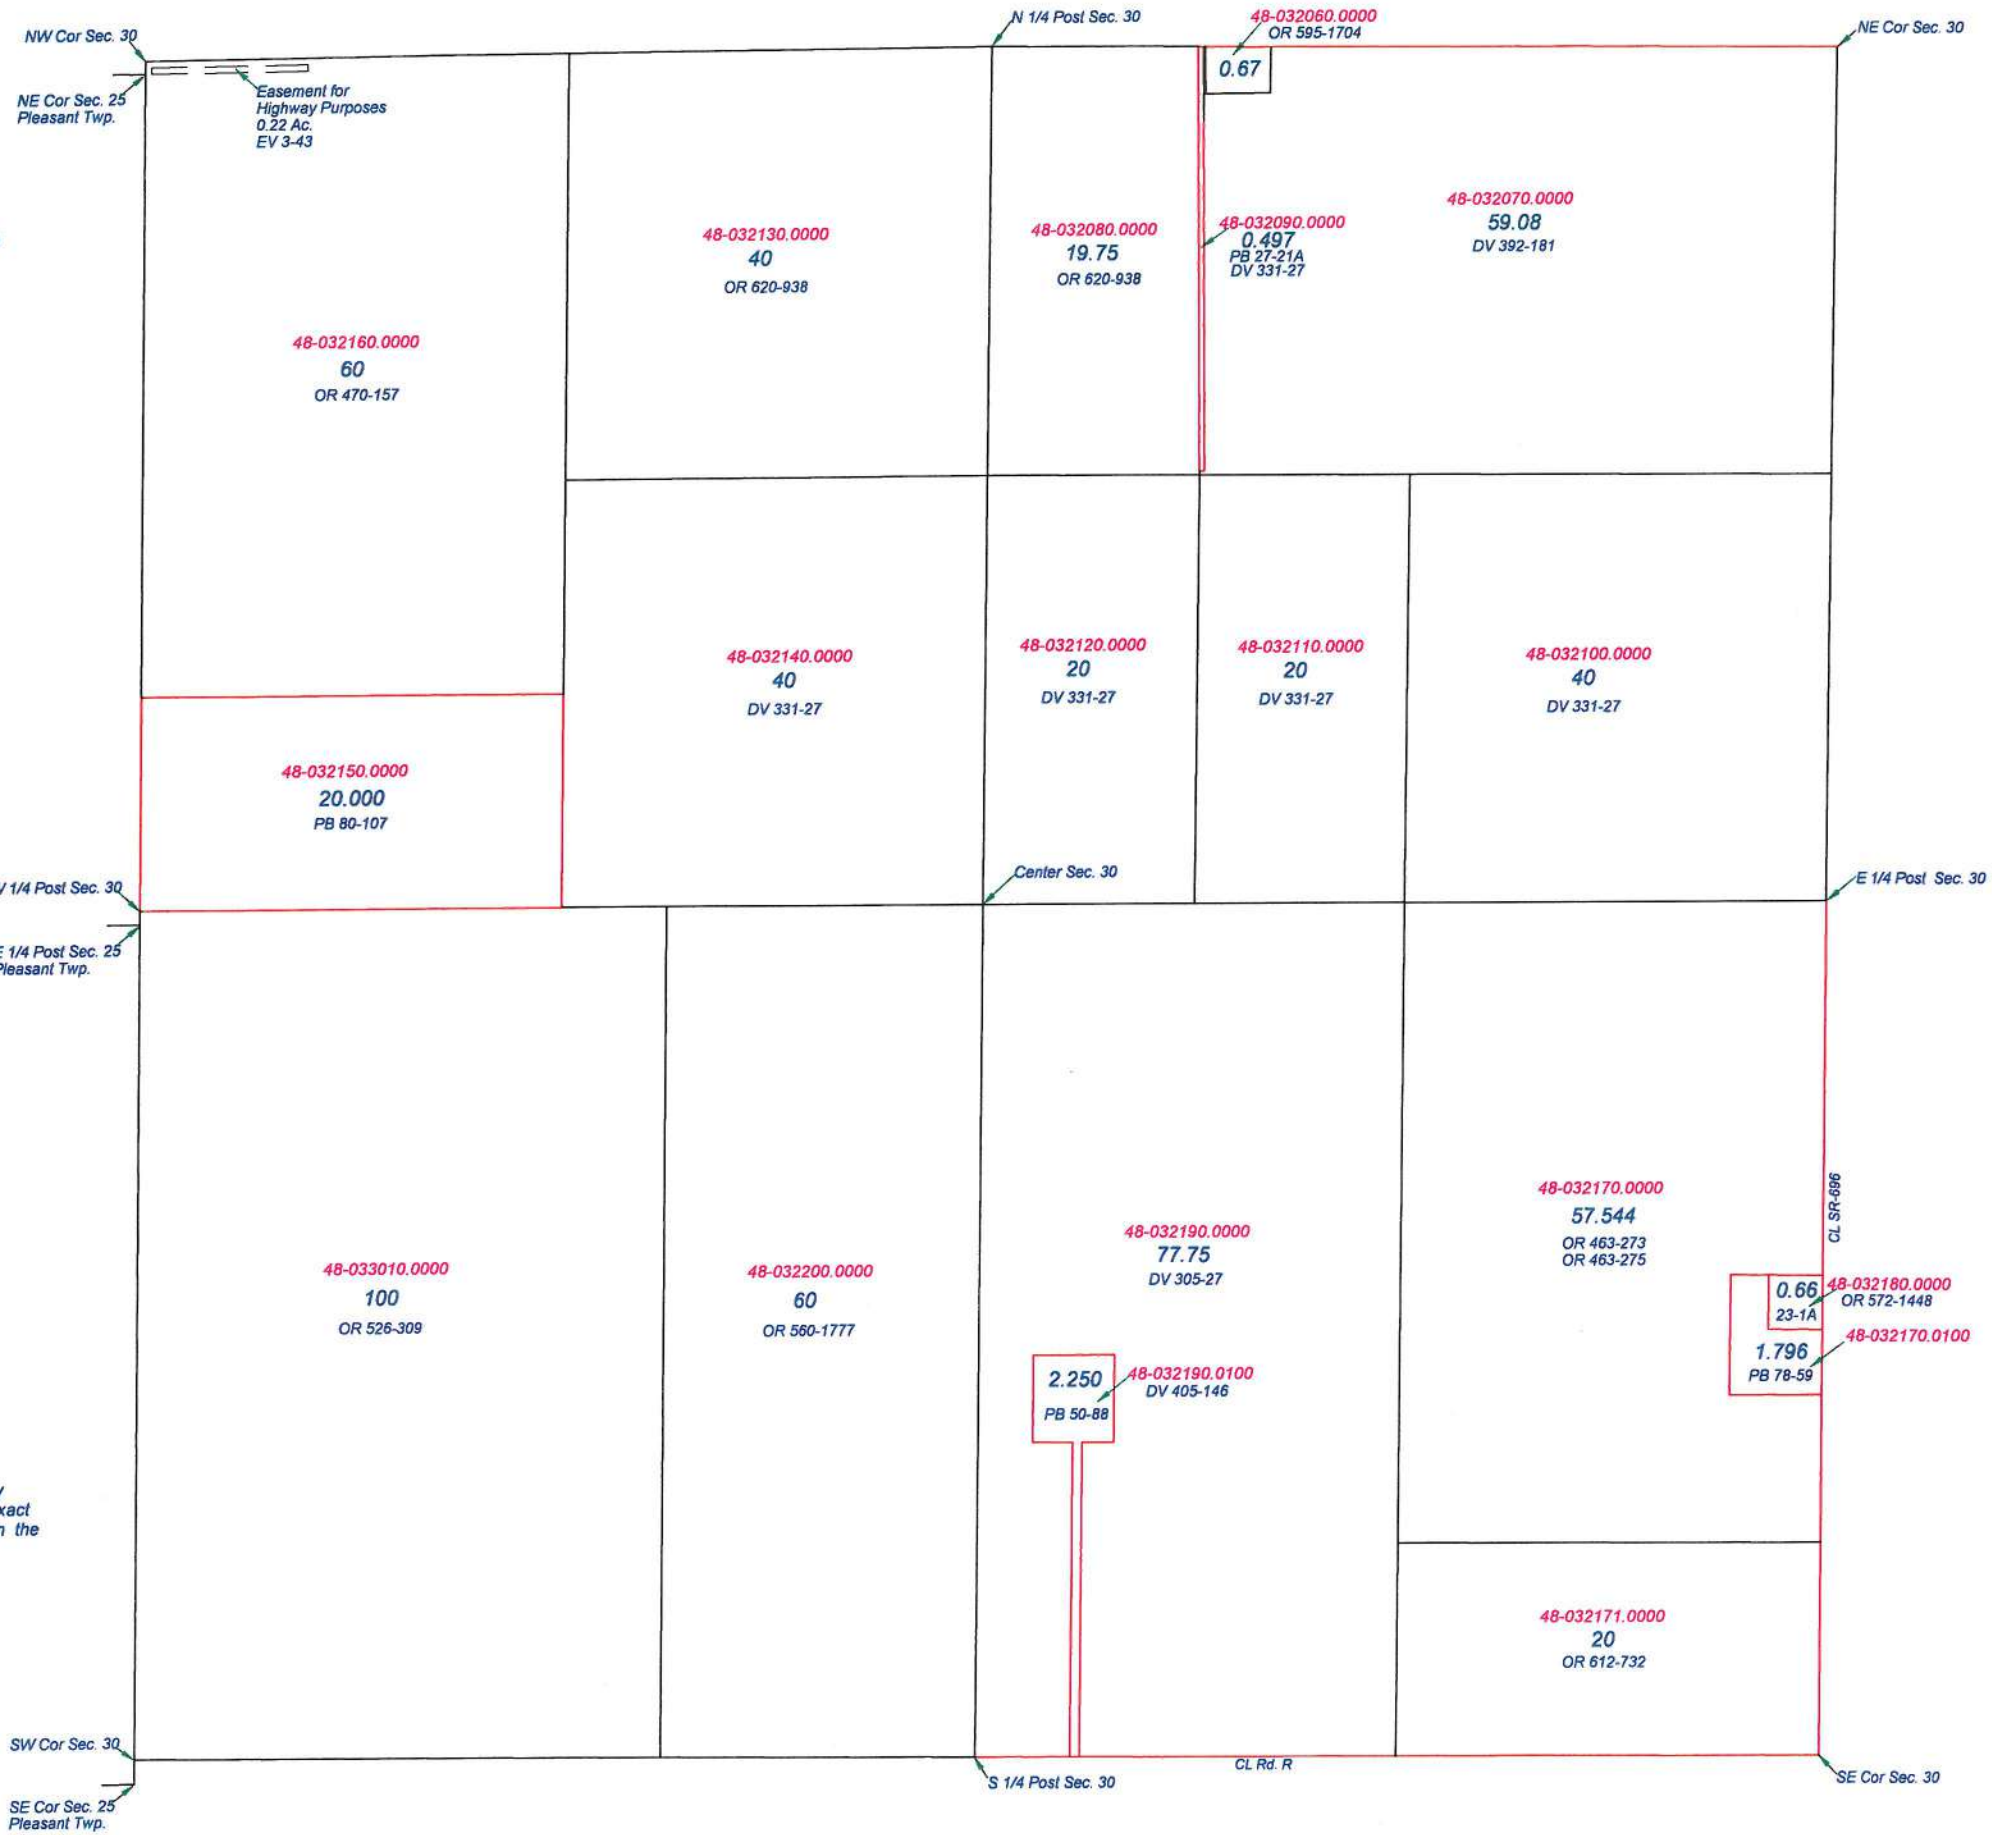 NW Cor Sec. 30
N 1/4 Post Sec. 30
48-032060.0000
OR 595-1704
NE Cor Sec. 30
0.67
NE Cor Sec. 25
Pleasant Twp.
Easement for
Highway Purposes
0.22 Ac.
EV 3-43
48-032130.0000
40
OR 620-938
48-032080.0000
19.75
OR 620-938
48-032090.0000
0.497
PB 27-21A
DV 331-27
48-032070.0000
59.08
DV 392-181
48-032160.0000
60
OR 470-157
48-032140.0000
40
DV 331-27
48-032120.0000
20
DV 331-27
48-032110.0000
20
DV 331-27
48-032100.0000
40
DV 331-27
48-032150.0000
20.000
PB 80-107
1/4 Post Sec. 30
Center Sec. 30
E 1/4 Post Sec. 30
1/4 Post Sec. 25
Pleasant Twp.
48-033010.0000
100
OR 526-309
48-032200.0000
60
OR 560-1777
48-032190.0000
77.75
DV 305-27
48-032170.0000
57.544
OR 463-273
OR 463-275
CL SR-696
0.66
23-1A
48-032180.0000
OR 572-1448
1.796
PB 78-59
48-032170.0100
2.250
PB 50-88
48-032190.0100
DV 405-146
the
48-032171.0000
20
OR 612-732
SW Cor Sec. 30
SE Cor Sec. 25
Pleasant Twp.
S 1/4 Post Sec. 30
CL Rd. R
SE Cor Sec. 30